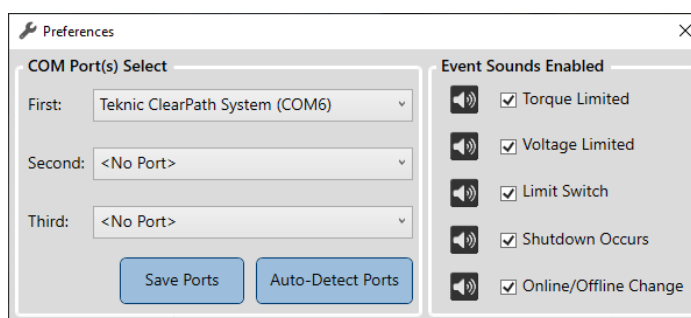 Preferences
COM Port(s) Select
First: Teknic ClearPath System (COM6)
Second: <No Port>
Third: <No Port>
Save Ports Auto-Detect Ports
Event Sounds Enabled
Torque Limited
Voltage Limited
Limit Switch
Shutdown Occurs
Online/Offline Change